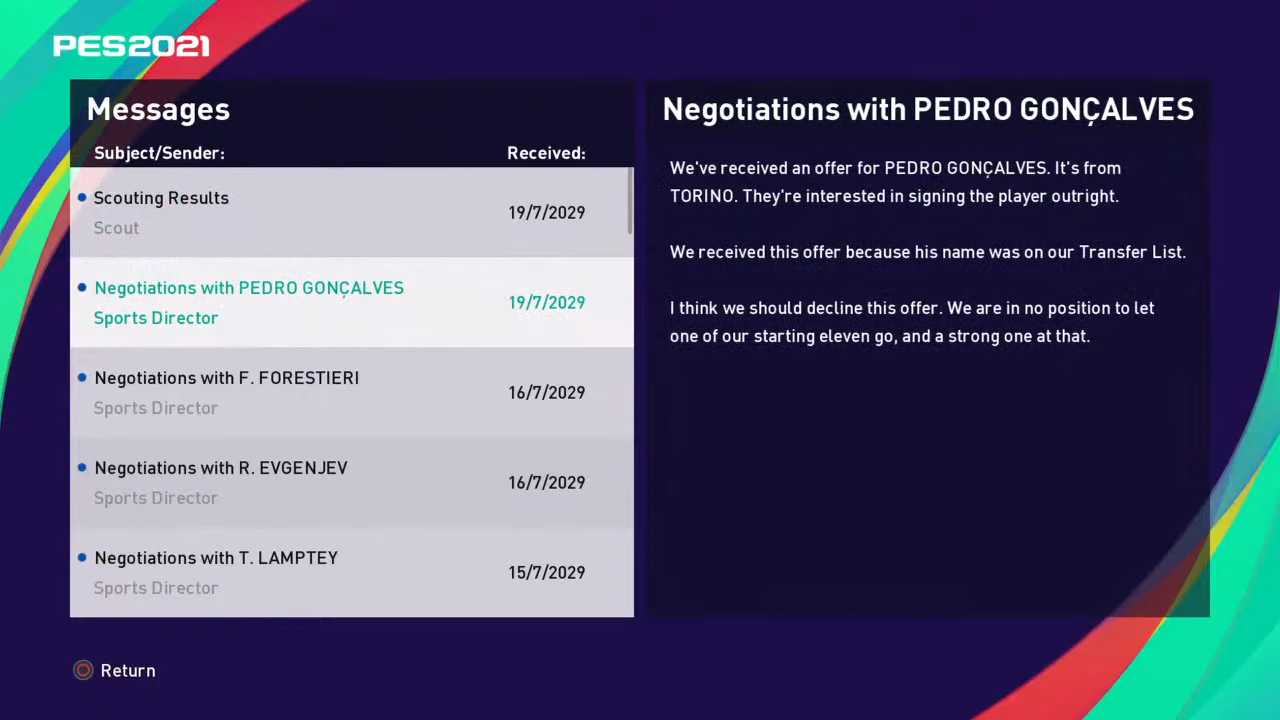 PES2021
Messages
Subject/Sender:
Received:
Scouting Results
Scout
19/7/2029
Negotiations with PEDRO GONÇALVES
Sports Director
19/7/2029
Negotiations with F. FORESTIERI
Sports Director
16/7/2029
Negotiations with R. EVGENJEV
Sports Director
16/7/2029
Negotiations with T. LAMPTEY
Sports Director
15/7/2029
Negotiations with PEDRO GONÇALVES
We've received an offer for PEDRO GONÇALVES. It's from
TORINO. They're interested in signing the player outright.
We received this offer because his name was on our Transfer List.
I think we should decline this offer. We are in no position to let
one of our starting eleven go, and a strong one at that.
Return